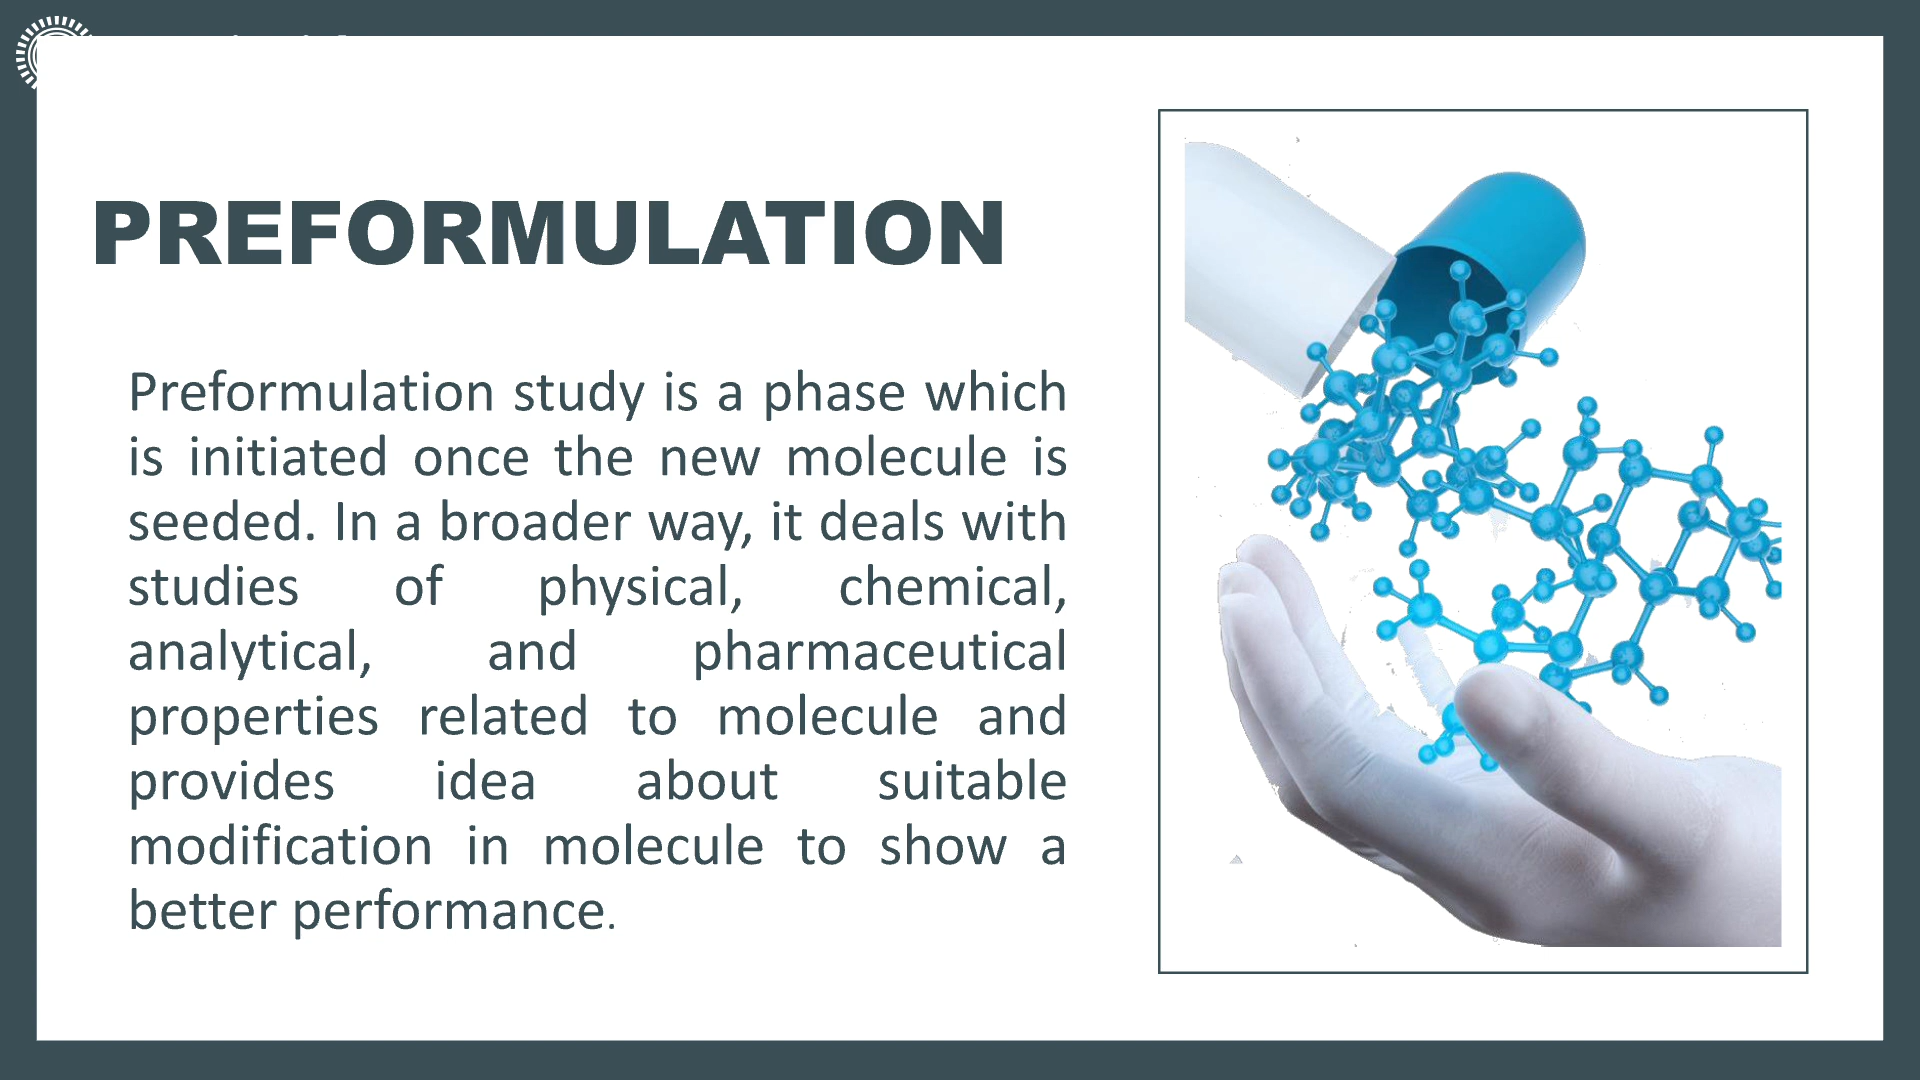 PREFORMULATION
Preformulation study is a phase which
is initiated once the new molecule is
seeded. In a broader way, it deals with
studies of physical, chemical,
analytical, and pharmaceutical
properties related to molecule and
provides idea about suitable
modification in molecule to show a
better performance.